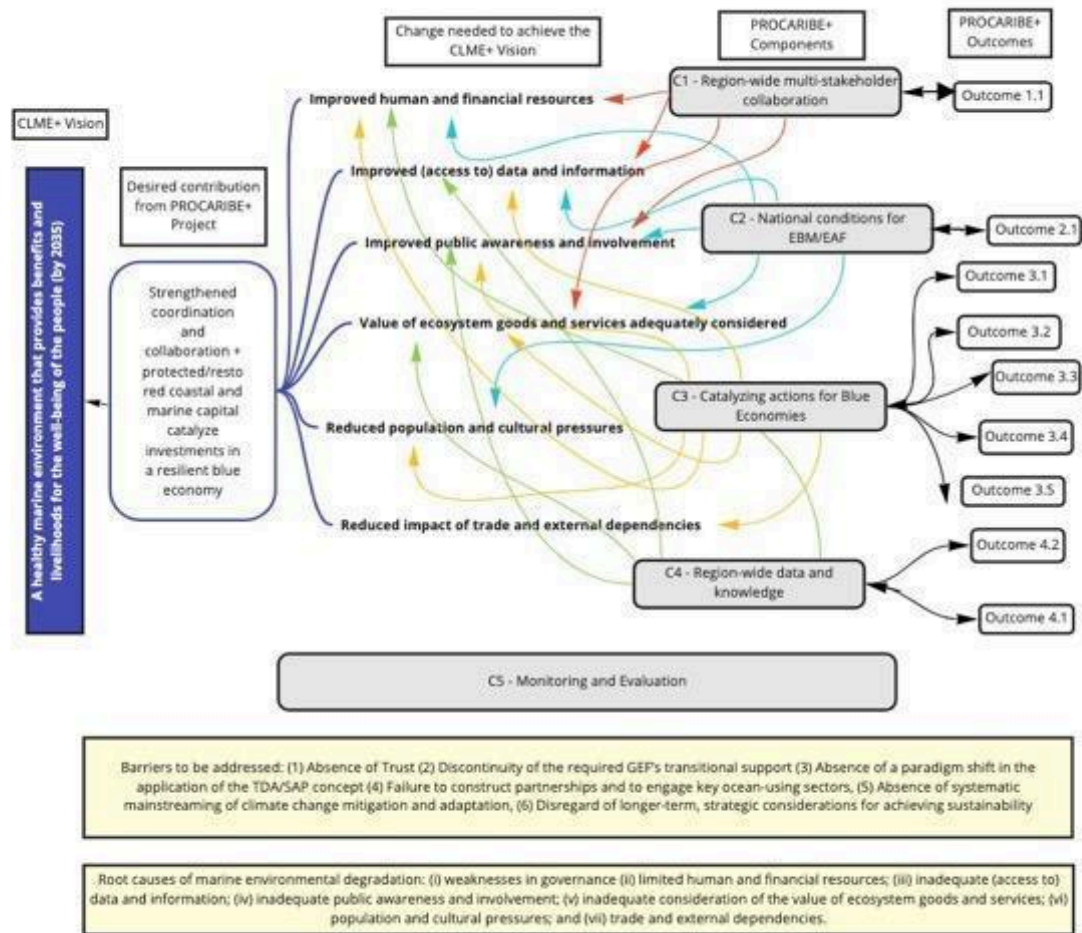 Change needed to achieve the
CLME+ Vision
PROCARIBE+
Components
PROCARIBE+
Outcomes
CLME+ Vision
Desired contribution
from PROCARIBE+
Project
A healthy marine environment that provides benefits and
livelihoods for the well-being of the people (by 2035)
Strengthened
coordination
and
collaboration +
protected/resto
red coastal and
marine capital
catalyze
investments in
a resilient blue
economy
Improved human and financial resources
Improved (access to) data and information
Improved public awareness and involvement
Value of ecosystem goods and services adequately considered
Reduced population and cultural pressures
Reduced impact of trade and external dependencies
C1 - Region-wide multi-stakeholder
collaboration
C2 - National conditions for
EBM/EAF
C3 - Catalyzing actions for Blue
Economies
C4 - Region-wide data and
knowledge
Outcome 1.1
Outcome 2.1
Outcome 3.1
Outcome 3.2
Outcome 3.3
Outcome 3.4
Outcome 3.5
Outcome 4.2
Outcome 4.1
C5 - Monitoring and Evaluation
Barriers to be addressed: (1) Absence of Trust (2) Discontinuity of the required GEF's transitional support (3) Absence of a paradigm shift in the
application of the TDA/SAP concept (4) Failure to construct partnerships and to engage key ocean-using sectors, (5) Absence of systematic
mainstreaming of climate change mitigation and adaptation, (6) Disregard of longer-term, strategic considerations for achieving sustainability
Root causes of marine environmental degradation: (i) weaknesses in governance (ii) limited human and financial resources; (iii) inadequate (access to)
data and information; (iv) inadequate public awareness and involvement; (v) inadequate consideration of the value of ecosystem goods and services; (vi)
population and cultural pressures; and (vii) trade and external dependencies.